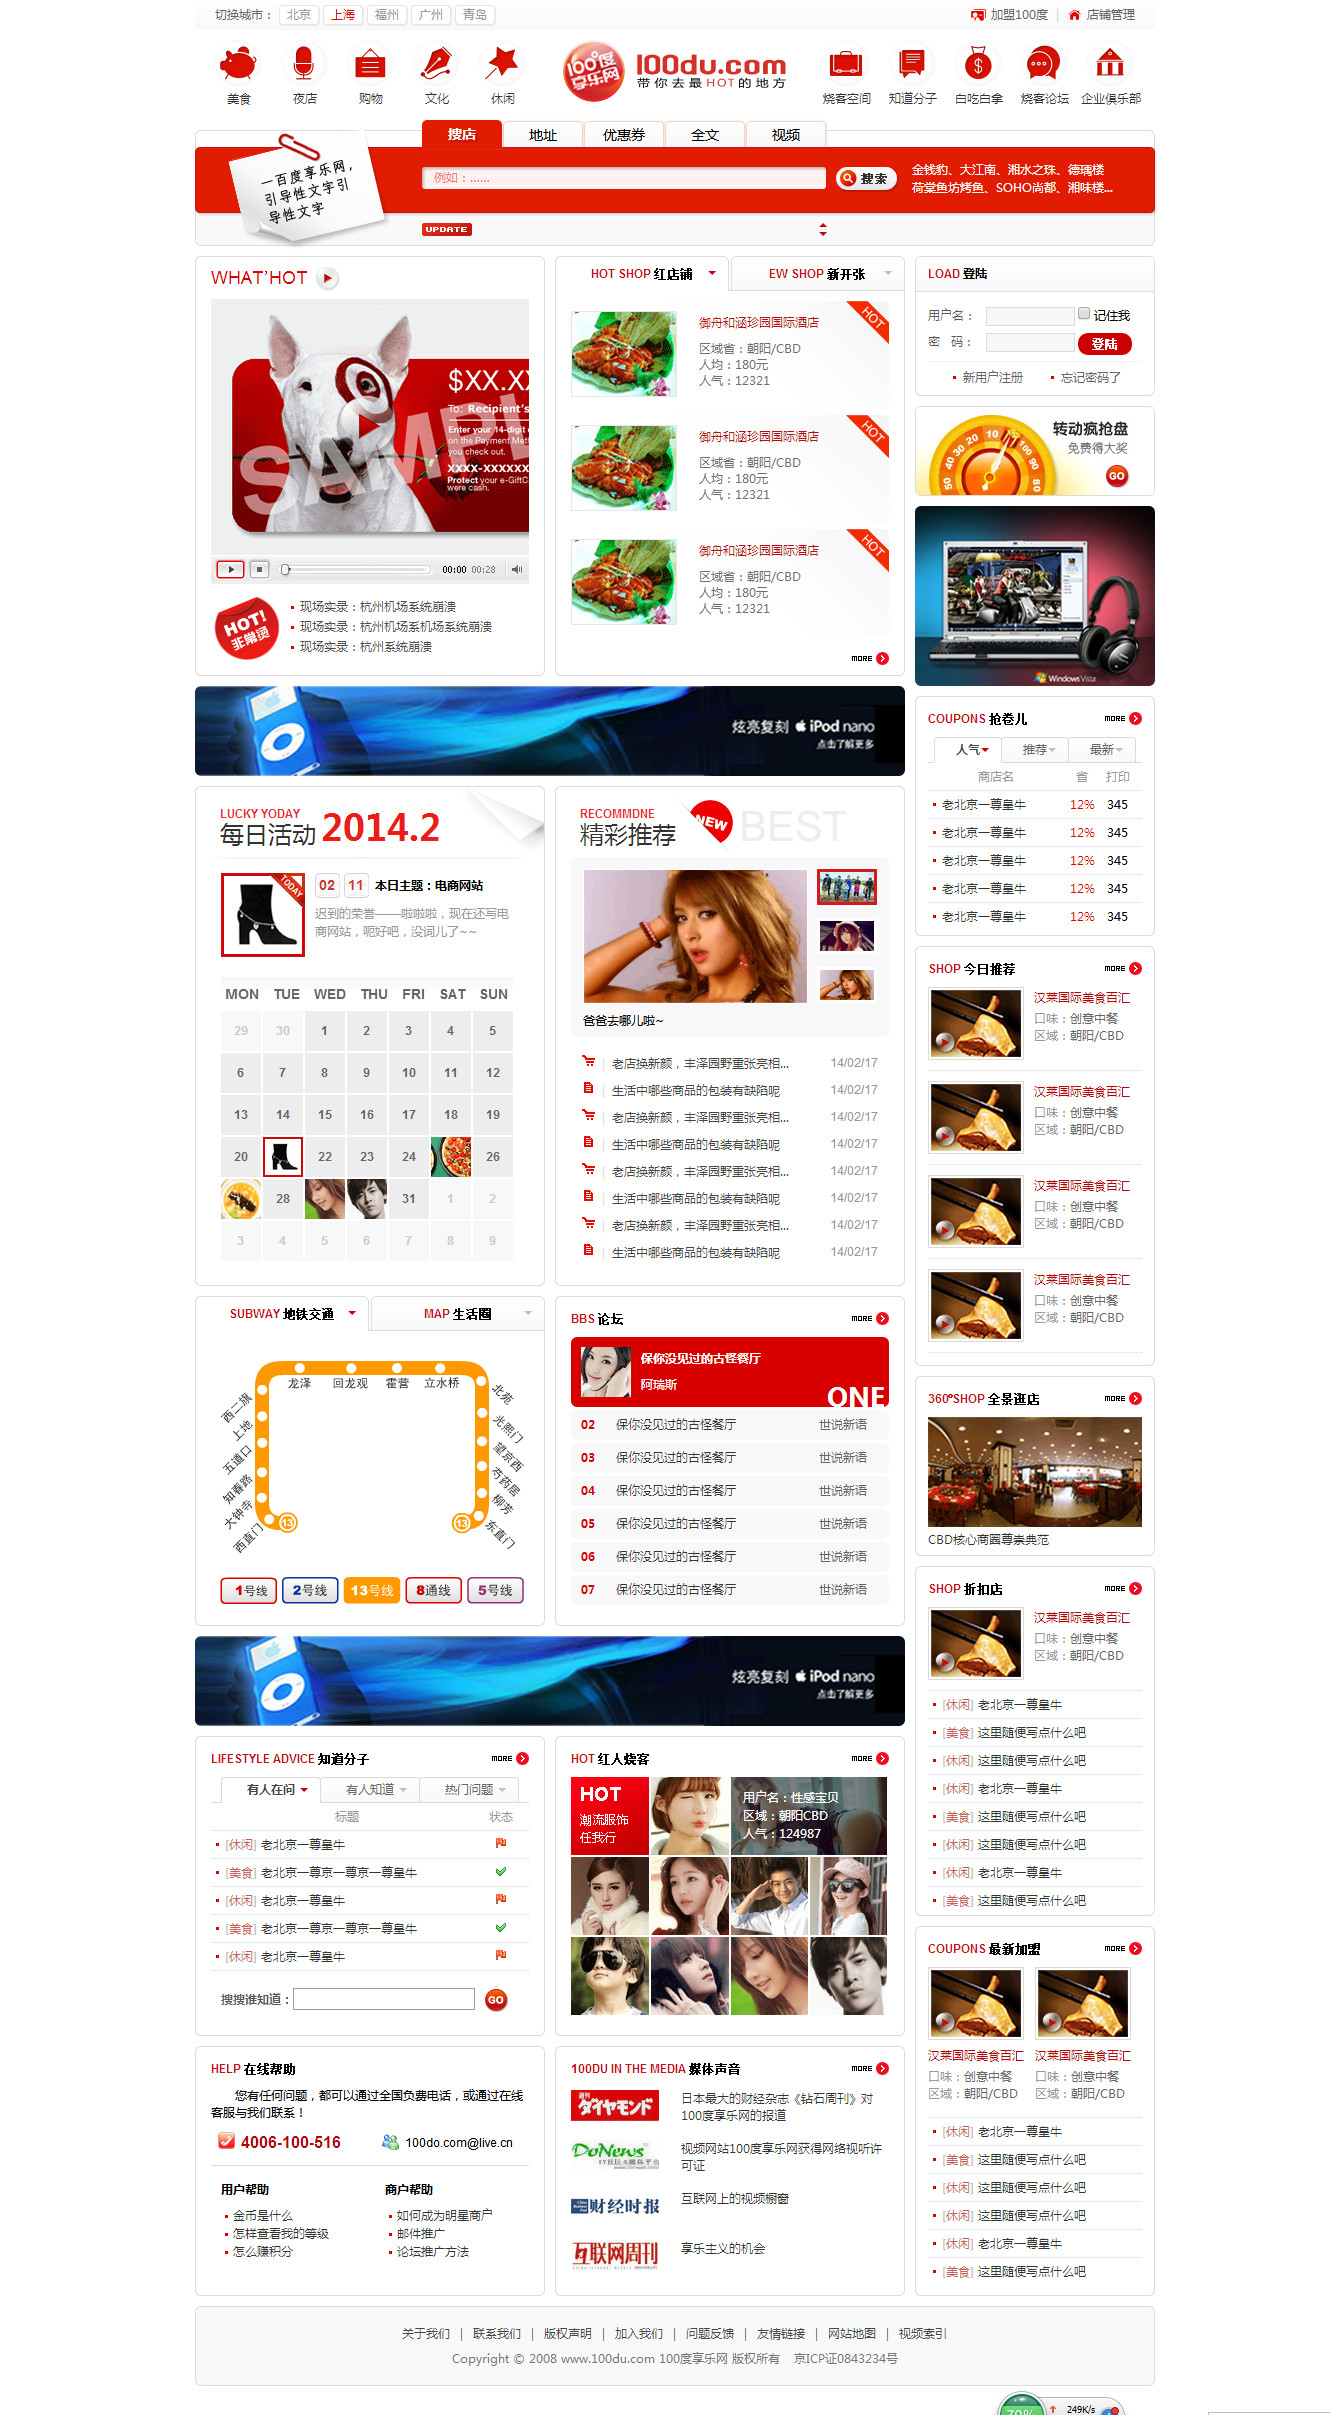 切换城市： 北京 上海 福州 广州 青岛
加盟100度 | 店铺管理
美食 夜店 购物 文化 休闲
100度享乐网
100du.com
带你去最HOT的地方
烧客空间 知道分子 白吃白拿 烧客论坛 企业俱乐部
搜店 地址 优惠券 全文 视频
一百度享乐网，
引导性文字引
导性文字
例如：......
搜索
金钱豹、大江南、湘水之珠、德瑀楼
荷棠鱼坊烤鱼、SOHO尚都、湘味楼...
UPDATE
WHAT'HOT
$XX.XX
To: Recipient's
Enter your 14-digit
on the Payment Met
you check out.
XXXX-XXXXXX
Protect your e-GiftC
were cash.
SAMPL
00:00 00:28
HOT!
非常烫
现场实录：杭州机场系统崩溃
现场实录：杭州机场系机场系统崩溃
现场实录：杭州系统崩溃
HOT SHOP 红店铺
EW SHOP 新开张
HOT
御舟和涵珍园国际酒店
区域省：朝阳/CBD
人均：180元
人气：12321
HOT
御舟和涵珍园国际酒店
区域省：朝阳/CBD
人均：180元
人气：12321
HOT
御舟和涵珍园国际酒店
区域省：朝阳/CBD
人均：180元
人气：12321
MORE
LOAD 登陆
用户名： 记住我
密 码： 登陆
新用户注册 忘记密码了
转动疯抢盘
免费得大奖
GO
50 40 30 20 10 100 90 80
Windows Vista
炫亮复刻 iPod nano
点击了解更多
COUPONS 抢卷儿 MORE
人气 推荐 最新
商店名 省 打印
老北京一尊皇牛 12% 345
老北京一尊皇牛 12% 345
老北京一尊皇牛 12% 345
老北京一尊皇牛 12% 345
老北京一尊皇牛 12% 345
LUCKY YODAY
每日活动 2014.2
TODAY
02 11 本日主题：电商网站
迟到的荣誉——啦啦啦，现在还写电
商网站，呃好吧，没词儿了~~
MON TUE WED THU FRI SAT SUN
29 30 1 2 3 4 5
6 7 8 9 10 11 12
13 14 15 16 17 18 19
20 22 23 24 26
28 31 1 2
3 4 5 6 7 8 9
RECOMMDNE
精彩推荐 NEW BEST
爸爸去哪儿啦~
老店换新颜，丰泽园野重张亮相... 14/02/17
生活中哪些商品的包装有缺陷呢 14/02/17
老店换新颜，丰泽园野重张亮相... 14/02/17
生活中哪些商品的包装有缺陷呢 14/02/17
老店换新颜，丰泽园野重张亮相... 14/02/17
生活中哪些商品的包装有缺陷呢 14/02/17
老店换新颜，丰泽园野重张亮相... 14/02/17
生活中哪些商品的包装有缺陷呢 14/02/17
SHOP 今日推荐 MORE
汉莱国际美食百汇
口味：创意中餐
区域：朝阳/CBD
汉莱国际美食百汇
口味：创意中餐
区域：朝阳/CBD
汉莱国际美食百汇
口味：创意中餐
区域：朝阳/CBD
汉莱国际美食百汇
口味：创意中餐
区域：朝阳/CBD
SUBWAY 地铁交通
MAP 生活圈
龙泽 回龙观 霍营 立水桥
西二旗
上地
五道口
知春路
大钟寺
西直门
北苑
光熙门
望京西
芍药居
柳芳
东直门
13 13
1号线 2号线 13号线 8通线 5号线
BBS 论坛 MORE
保你没见过的古怪餐厅
阿瑞斯
ONE
02 保你没见过的古怪餐厅 世说新语
03 保你没见过的古怪餐厅 世说新语
04 保你没见过的古怪餐厅 世说新语
05 保你没见过的古怪餐厅 世说新语
06 保你没见过的古怪餐厅 世说新语
07 保你没见过的古怪餐厅 世说新语
360°SHOP 全景逛店 MORE
CBD核心商圆尊崇典范
SHOP 折扣店 MORE
汉莱国际美食百汇
口味：创意中餐
区域：朝阳/CBD
[休闲] 老北京一尊皇牛
[美食] 这里随便写点什么吧
[休闲] 这里随便写点什么吧
[休闲] 老北京一尊皇牛
[美食] 这里随便写点什么吧
[休闲] 这里随便写点什么吧
[休闲] 老北京一尊皇牛
[美食] 这里随便写点什么吧
炫亮复刻 iPod nano
点击了解更多
LIFESTYLE ADVICE 知道分子 MORE
有人在问 有人知道 热门问题
标题 状态
[休闲] 老北京一尊皇牛
[美食] 老北京一尊京一尊京一尊皇牛
[休闲] 老北京一尊皇牛
[美食] 老北京一尊京一尊京一尊皇牛
[休闲] 老北京一尊皇牛
搜搜谁知道： GO
HOT 红人烧客 MORE
HOT
潮流服饰
任我行
用户名：性感宝贝
区域：朝阳CBD
人气：124987
COUPONS 最新加盟 MORE
汉莱国际美食百汇 汉莱国际美食百汇
口味：创意中餐 口味：创意中餐
区域：朝阳/CBD 区域：朝阳/CBD
[休闲] 老北京一尊皇牛
[美食] 这里随便写点什么吧
[休闲] 这里随便写点什么吧
[休闲] 这里随便写点什么吧
[休闲] 老北京一尊皇牛
[美食] 这里随便写点什么吧
HELP 在线帮助
您有任何问题，都可以通过全国负费电话，或通过在线
客服与我们联系！
4006-100-516 100do.com@live.cn
用户帮助 商户帮助
金币是什么 如何成为明星商户
怎样查看我的等级 邮件推广
怎么赚积分 论坛推广方法
100DU IN THE MEDIA 媒体声音 MORE
ダイヤモンド
日本最大的财经杂志《钻石周刊》对
100度享乐网的报道
DoNews
视频网站100度享乐网获得网络视听许
可证
财经时报
互联网上的视频橱窗
互联网周刊
享乐主义的机会
关于我们 | 联系我们 | 版权声明 | 加入我们 | 问题反馈 | 友情链接 | 网站地图 | 视频索引
Copyright © 2008 www.100du.com 100度享乐网 版权所有 京ICP证0843234号
70% 249K/s